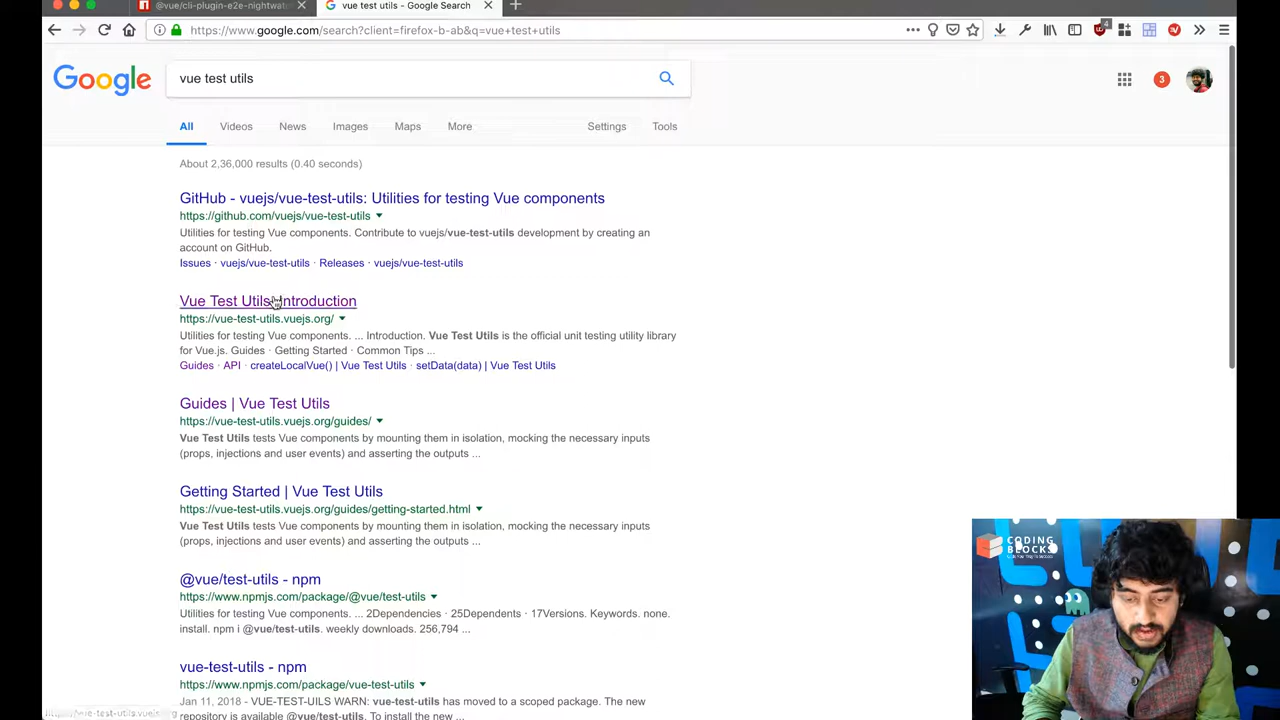 @vue/cli-plugin-e2e-nightwat
vue test utils - Google Search
https://www.google.com/search?client=firefox-b-ab&q=vue+test+utils
4
Google
vue test utils
3
All
Videos
News
Images
Maps
More
Settings
Tools
About 2,36,000 results (0.40 seconds)
GitHub - vuejs/vue-test-utils: Utilities for testing Vue components
https://github.com/vuejs/vue-test-utils
Utilities for testing Vue components. Contribute to vuejs/vue-test-utils development by creating an
account on GitHub.
Issues · vuejs/vue-test-utils · Releases · vuejs/vue-test-utils
Vue Test Utils: Introduction
https://vue-test-utils.vuejs.org/
Utilities for testing Vue components. ... Introduction. Vue Test Utils is the official unit testing utility library
for Vue.js. Guides · Getting Started · Common Tips ...
Guides · API · createLocalVue() | Vue Test Utils · setData(data) | Vue Test Utils
Guides | Vue Test Utils
https://vue-test-utils.vuejs.org/guides/
Vue Test Utils tests Vue components by mounting them in isolation, mocking the necessary inputs
(props, injections and user events) and asserting the outputs ...
Getting Started | Vue Test Utils
https://vue-test-utils.vuejs.org/guides/getting-started.html
Vue Test Utils tests Vue components by mounting them in isolation, mocking the necessary inputs
(props, injections and user events) and asserting the outputs ...
@vue/test-utils - npm
https://www.npmjs.com/package/@vue/test-utils
Utilities for testing Vue components. ... 2Dependencies · 25Dependents · 17Versions. Keywords. none.
install. npm i @vue/test-utils. weekly downloads. 256,794 ...
vue-test-utils - npm
https://www.npmjs.com/package/vue-test-utils
Jan 11, 2018 - VUE-TEST-UILS WARN: vue-test-utils has moved to a scoped package. The new
repository is available @vue/test-utils. To install the new ...
https://vue-test-utils.vuejs.org
CODING
BLOCKS